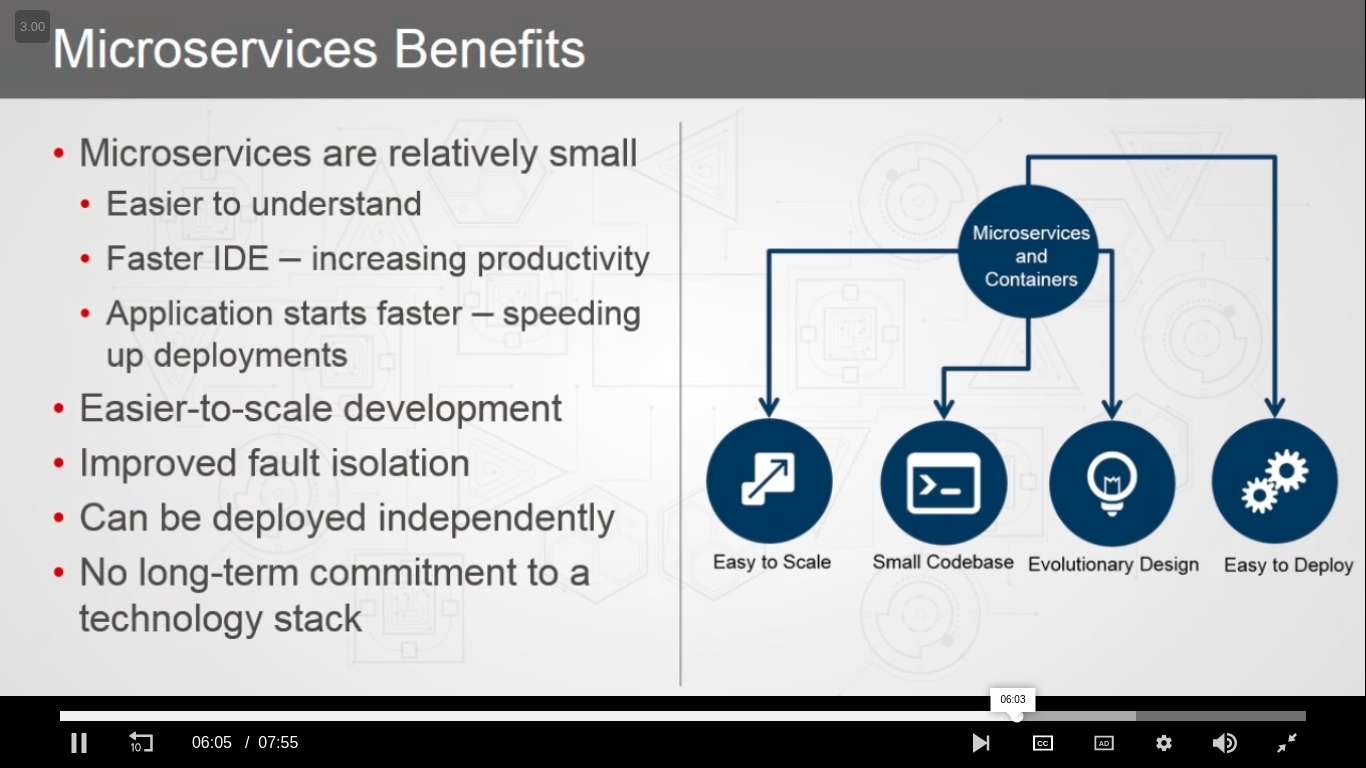 3.00
Microservices Benefits
• Microservices are relatively small
• Easier to understand
• Faster IDE – increasing productivity
• Application starts faster – speeding
up deployments
• Easier-to-scale development
• Improved fault isolation
• Can be deployed independently
• No long-term commitment to a
technology stack
Microservices
and
Containers
Easy to Scale
Small Codebase
Evolutionary Design
Easy to Deploy
06:03
10
06:05 / 07:55
CC
AD